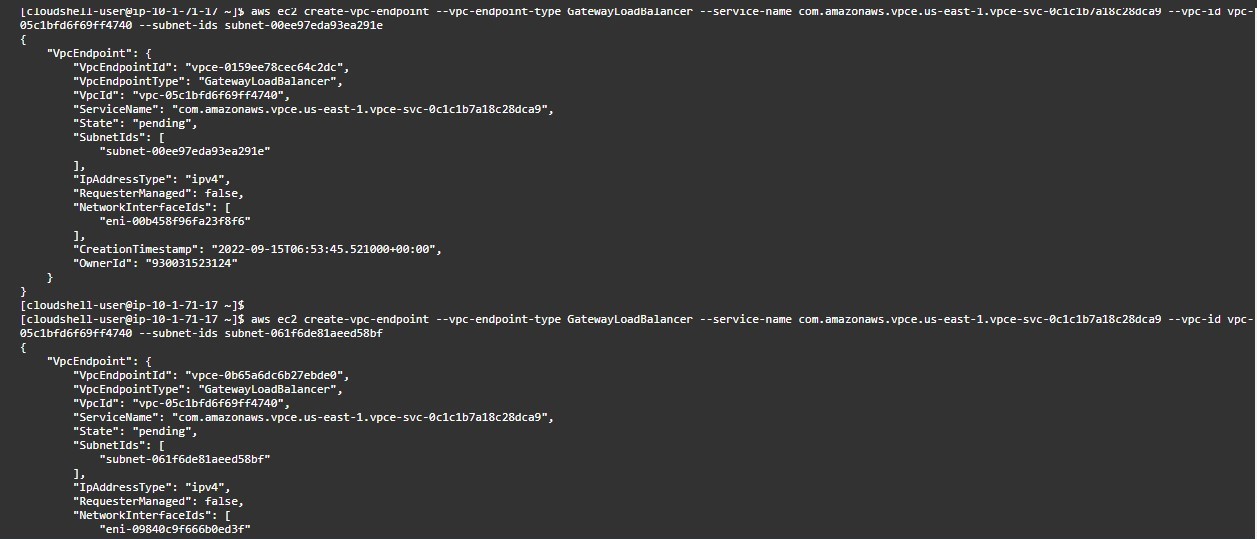 [cloudshell-user@ip-10-1-71-17 ~]$ aws ec2 create-vpc-endpoint --vpc-endpoint-type GatewayLoadBalancer --service-name com.amazonaws.vpce.us-east-1.vpce-svc-0c1c1b7a18c28dca9 --vpc-id vpc-
05c1bfd6f69ff4740 --subnet-ids subnet-00ee97eda93ea291e
{
    "VpcEndpoint": {
        "VpcEndpointId": "vpce-0159ee78cec64c2dc",
        "VpcEndpointType": "GatewayLoadBalancer",
        "VpcId": "vpc-05c1bfd6f69ff4740",
        "ServiceName": "com.amazonaws.vpce.us-east-1.vpce-svc-0c1c1b7a18c28dca9",
        "State": "pending",
        "SubnetIds": [
            "subnet-00ee97eda93ea291e"
        ],
        "IpAddressType": "ipv4",
        "RequesterManaged": false,
        "NetworkInterfaceIds": [
            "eni-00b458f96fa23f8f6"
        ],
        "CreationTimestamp": "2022-09-15T06:53:45.521000+00:00",
        "OwnerId": "930031523124"
    }
}
[cloudshell-user@ip-10-1-71-17 ~]$
[cloudshell-user@ip-10-1-71-17 ~]$ aws ec2 create-vpc-endpoint --vpc-endpoint-type GatewayLoadBalancer --service-name com.amazonaws.vpce.us-east-1.vpce-svc-0c1c1b7a18c28dca9 --vpc-id vpc-
05c1bfd6f69ff4740 --subnet-ids subnet-061f6de81aeed58bf
{
    "VpcEndpoint": {
        "VpcEndpointId": "vpce-0b65a6dc6b27ebde0",
        "VpcEndpointType": "GatewayLoadBalancer",
        "VpcId": "vpc-05c1bfd6f69ff4740",
        "ServiceName": "com.amazonaws.vpce.us-east-1.vpce-svc-0c1c1b7a18c28dca9",
        "State": "pending",
        "SubnetIds": [
            "subnet-061f6de81aeed58bf"
        ],
        "IpAddressType": "ipv4",
        "RequesterManaged": false,
        "NetworkInterfaceIds": [
            "eni-09840c9f666b0ed3f"